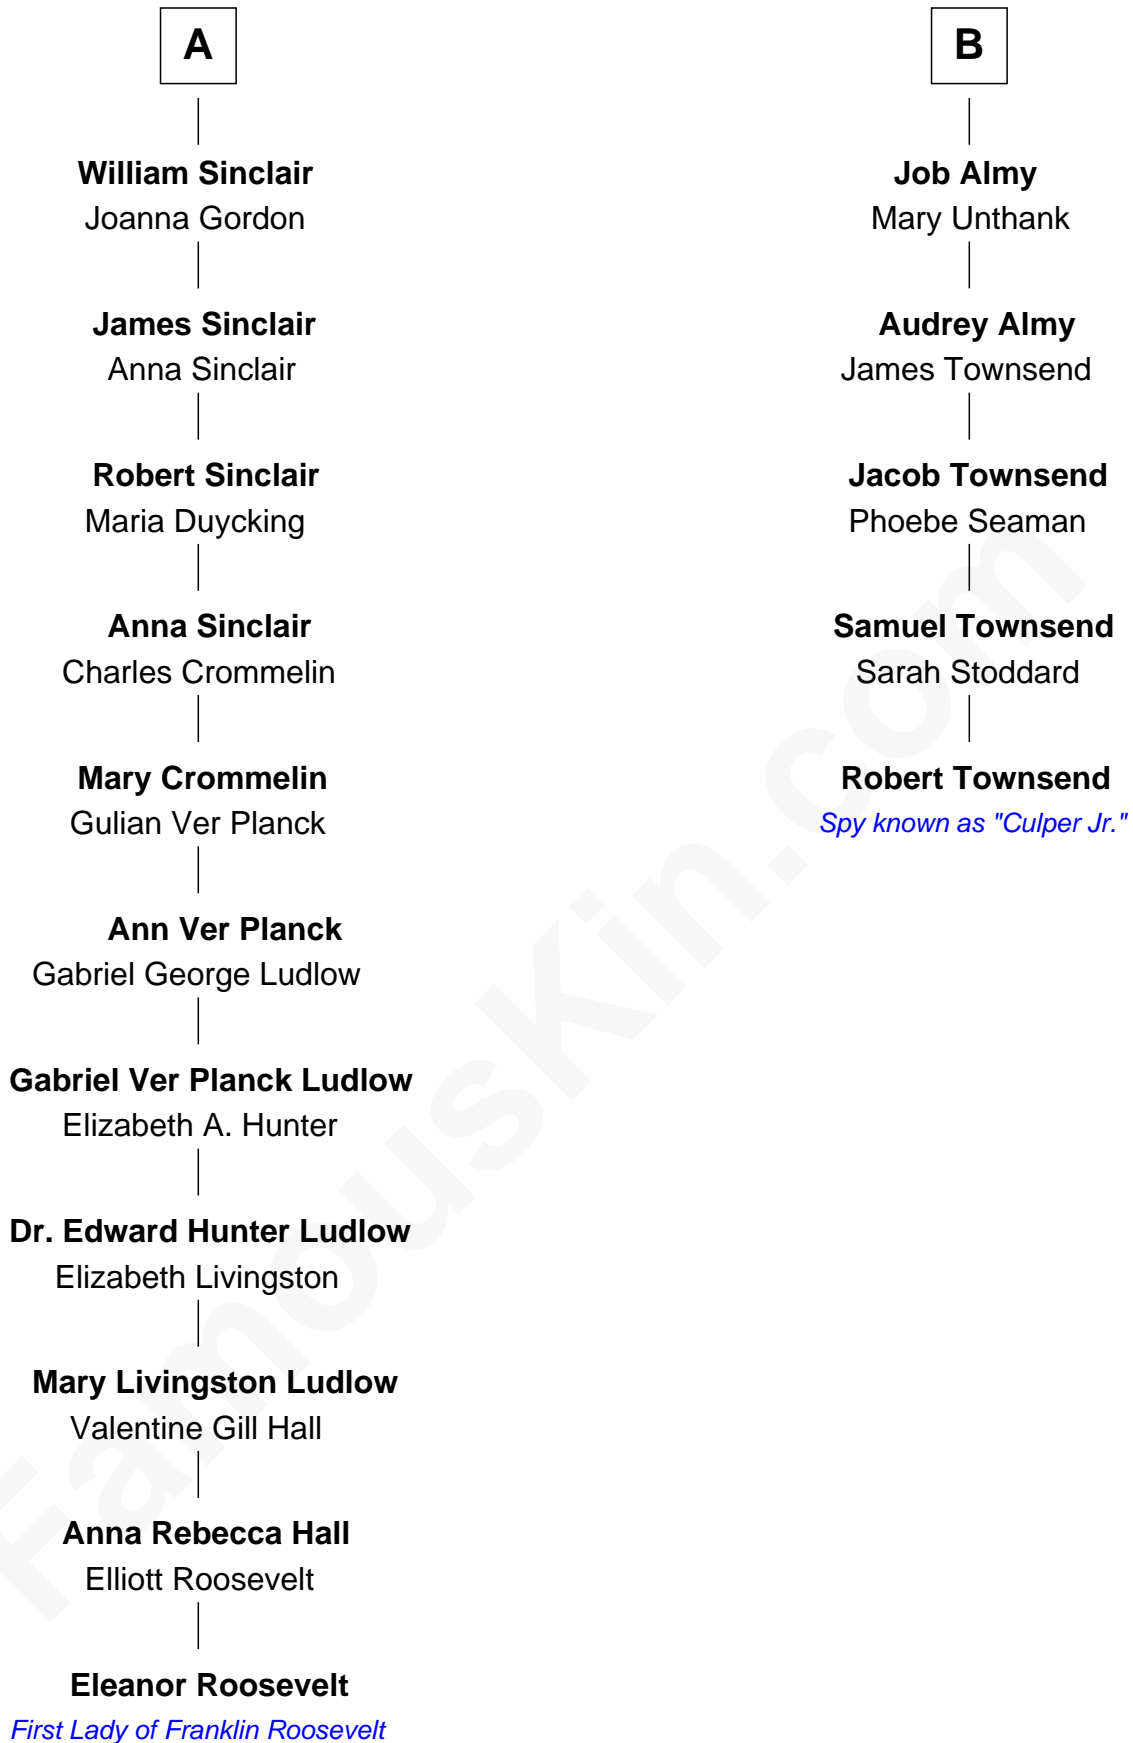 A
William Sinclair
Joanna Gordon
James Sinclair
Anna Sinclair
Robert Sinclair
Maria Duycking
Anna Sinclair
Charles Crommelin
Mary Crommelin
Gulian Ver Planck
Ann Ver Planck
Gabriel George Ludlow
Gabriel Ver Planck Ludlow
Elizabeth A. Hunter
Dr. Edward Hunter Ludlow
Elizabeth Livingston
Mary Livingston Ludlow
Valentine Gill Hall
Anna Rebecca Hall
Elliott Roosevelt
Eleanor Roosevelt
First Lady of Franklin Roosevelt
B
Job Almy
Mary Unthank
Audrey Almy
James Townsend
Jacob Townsend
Phoebe Seaman
Samuel Townsend
Sarah Stoddard
Robert Townsend
Spy known as "Culper Jr."
FamousKin.com